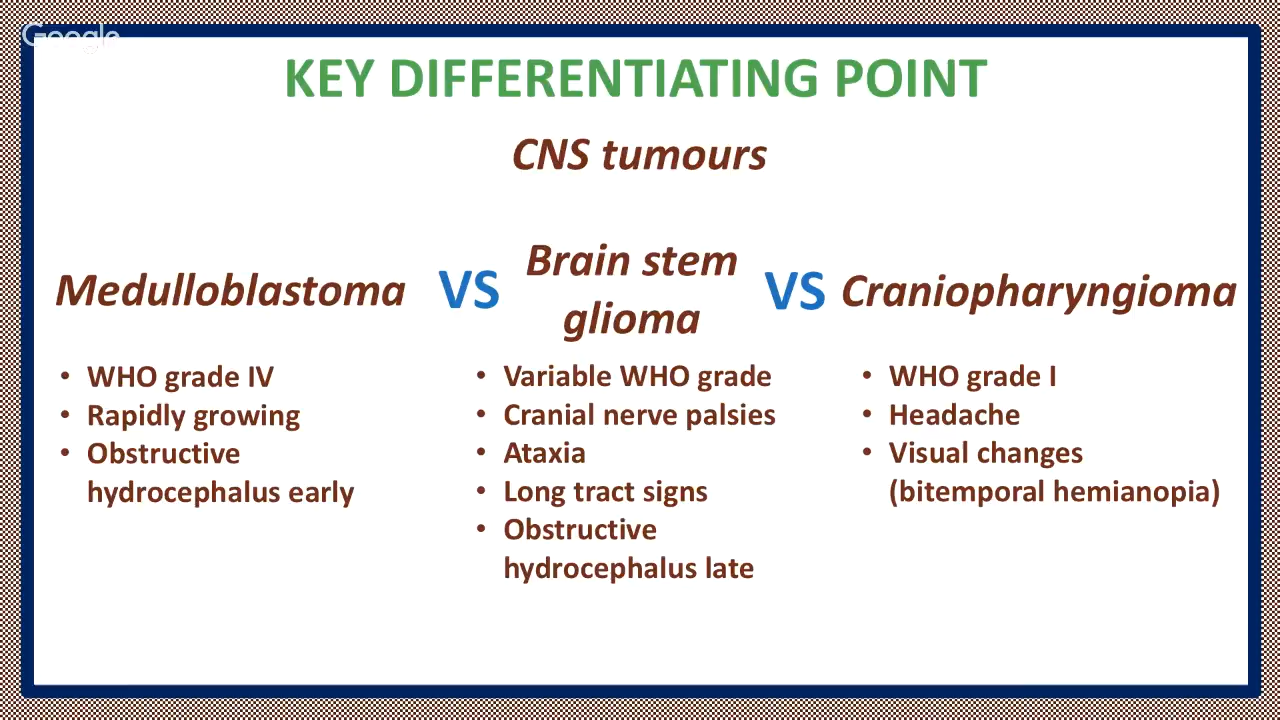 Google
KEY DIFFERENTIATING POINT
CNS tumours
Medulloblastoma
• WHO grade IV
• Rapidly growing
• Obstructive
hydrocephalus early
VS
Brain stem
glioma
• Variable WHO grade
• Cranial nerve palsies
• Ataxia
• Long tract signs
• Obstructive
hydrocephalus late
VS
Craniopharyngioma
• WHO grade I
• Headache
• Visual changes
(bitemporal hemianopia)